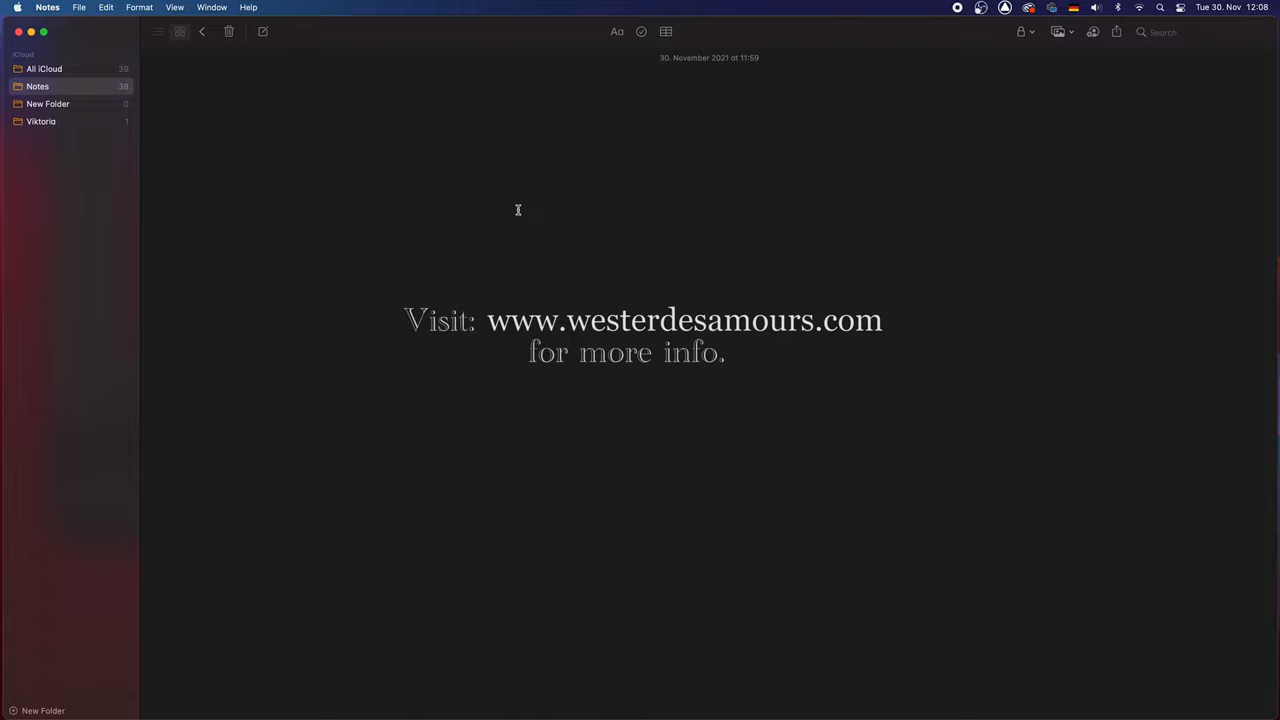 Notes File Edit Format View Window Help Tue 30. Nov 12:08
Aa Search
30. November 2021 at 11:59
iCloud
All iCloud 39
Notes 38
New Folder 0
Viktoria 1
Visit: www.westerdesamours.com
for more info.
New Folder